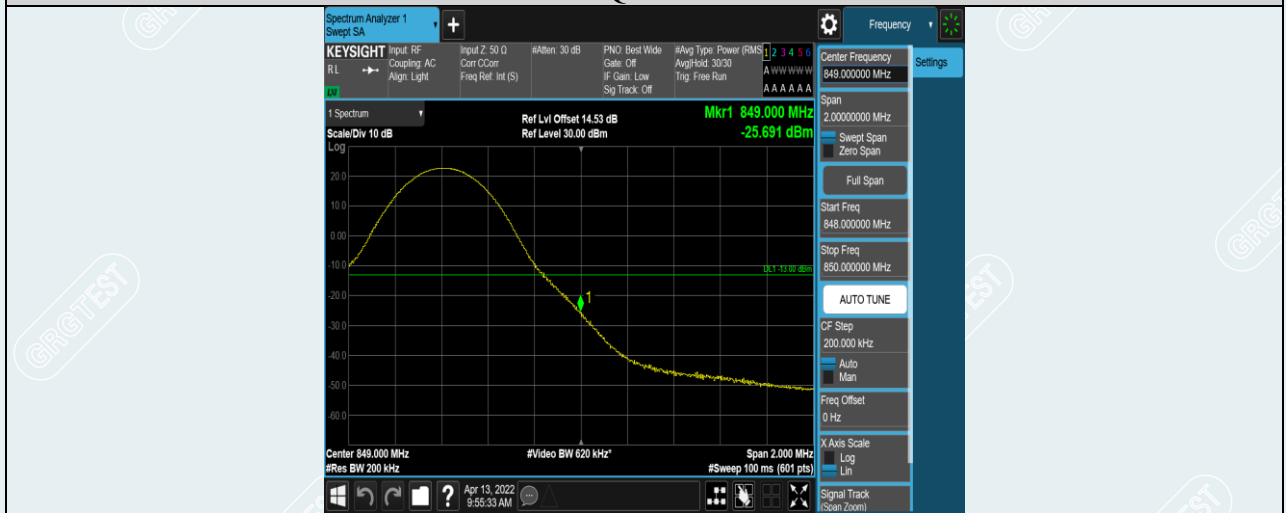 Spectrum Analyzer 1
Swept SA
Frequency
KEYSIGHT
RL
Input: RF
Coupling: AC
Align: Light
Input Z: 50 Ω
Corr CCorr
Freq Ref: Int (S)
#Atten: 30 dB
PNO: Best Wide
Gate: Off
IF Gain: Low
Sig Track: Off
#Avg Type: Power (RMS
Avg|Hold: 30/30
Trig: Free Run
1 2 3 4 5 6
A W W W W W
A A A A A A
1 Spectrum
Scale/Div 10 dB
Ref Lvl Offset 14.53 dB
Ref Level 30.00 dBm
Mkr1 849.000 MHz
-25.691 dBm
Log
20.0
10.0
0.00
-10.0
-20.0
-30.0
-40.0
-50.0
-60.0
DL1 -13.00 dBm
1
Center 849.000 MHz
#Res BW 200 kHz
#Video BW 620 kHz*
Span 2.000 MHz
#Sweep 100 ms (601 pts)
?
Apr 13, 2022
9:55:33 AM
Center Frequency
849.000000 MHz
Settings
Span
2.00000000 MHz
Swept Span
Zero Span
Full Span
Start Freq
848.000000 MHz
Stop Freq
850.000000 MHz
AUTO TUNE
CF Step
200.000 kHz
Auto
Man
Freq Offset
0 Hz
X Axis Scale
Log
Lin
Signal Track
(Span Zoom)
GRGTEST
GRGTEST